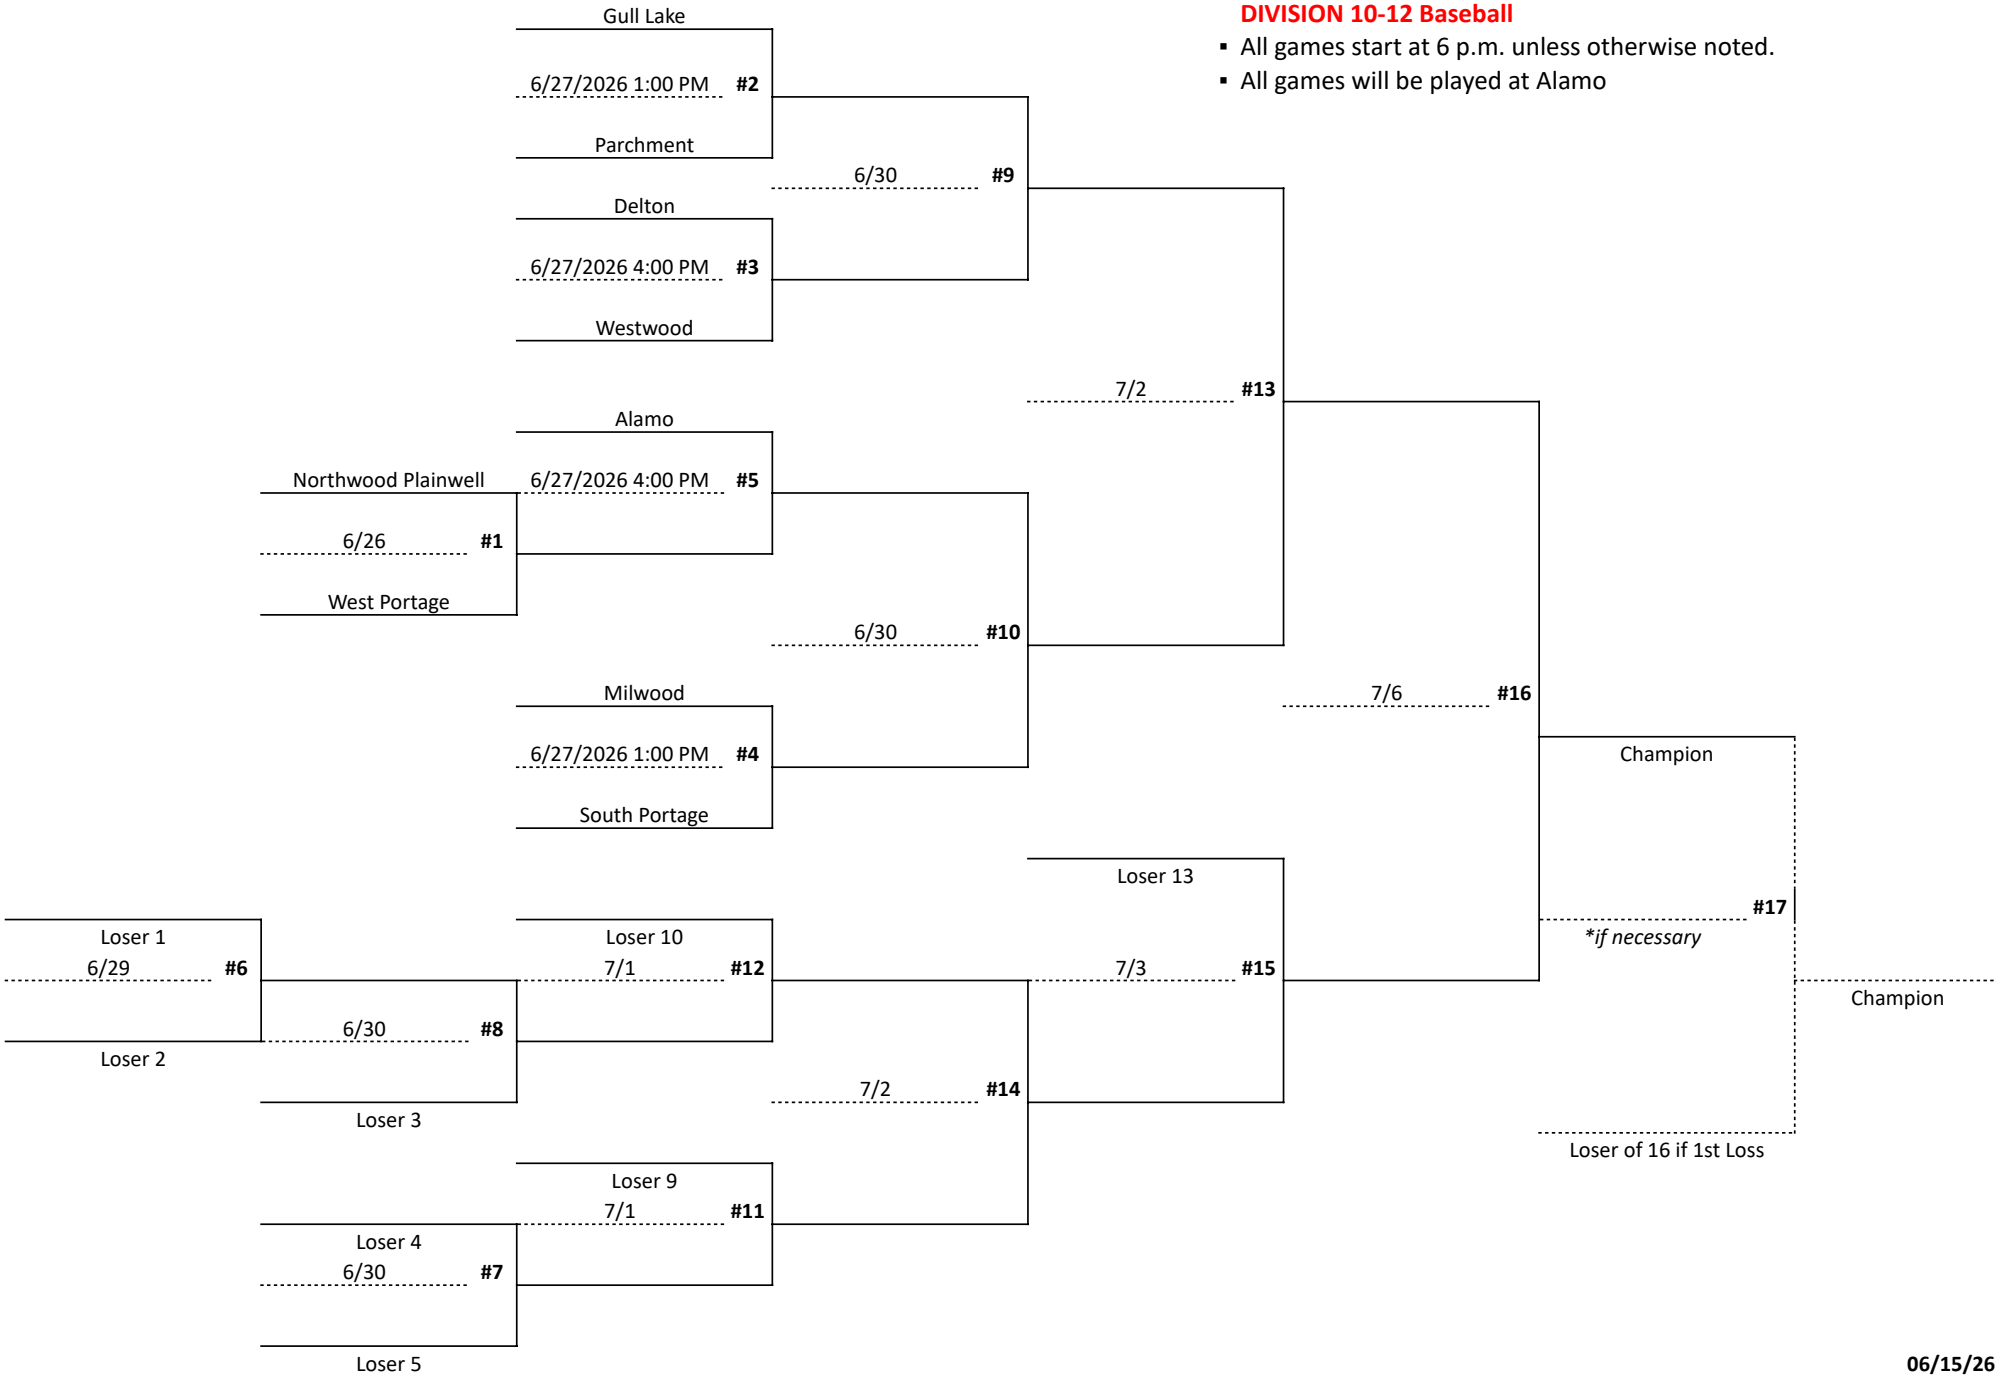 Gull Lake
DIVISION 10-12 Baseball
▪ All games start at 6 p.m. unless otherwise noted.
▪ All games will be played at Alamo
6/27/2026 1:00 PM #2
Parchment
6/30 #9
Delton
6/27/2026 4:00 PM #3
Westwood
7/2 #13
Alamo
Northwood Plainwell
6/27/2026 4:00 PM #5
6/26 #1
West Portage
6/30 #10
Milwood
7/6 #16
6/27/2026 1:00 PM #4
Champion
South Portage
Loser 13
#17
Loser 1
Loser 10
*if necessary
6/29 #6
7/1 #12
7/3 #15
Champion
6/30 #8
Loser 2
7/2 #14
Loser 3
Loser of 16 if 1st Loss
Loser 9
7/1 #11
Loser 4
6/30 #7
Loser 5
06/15/26